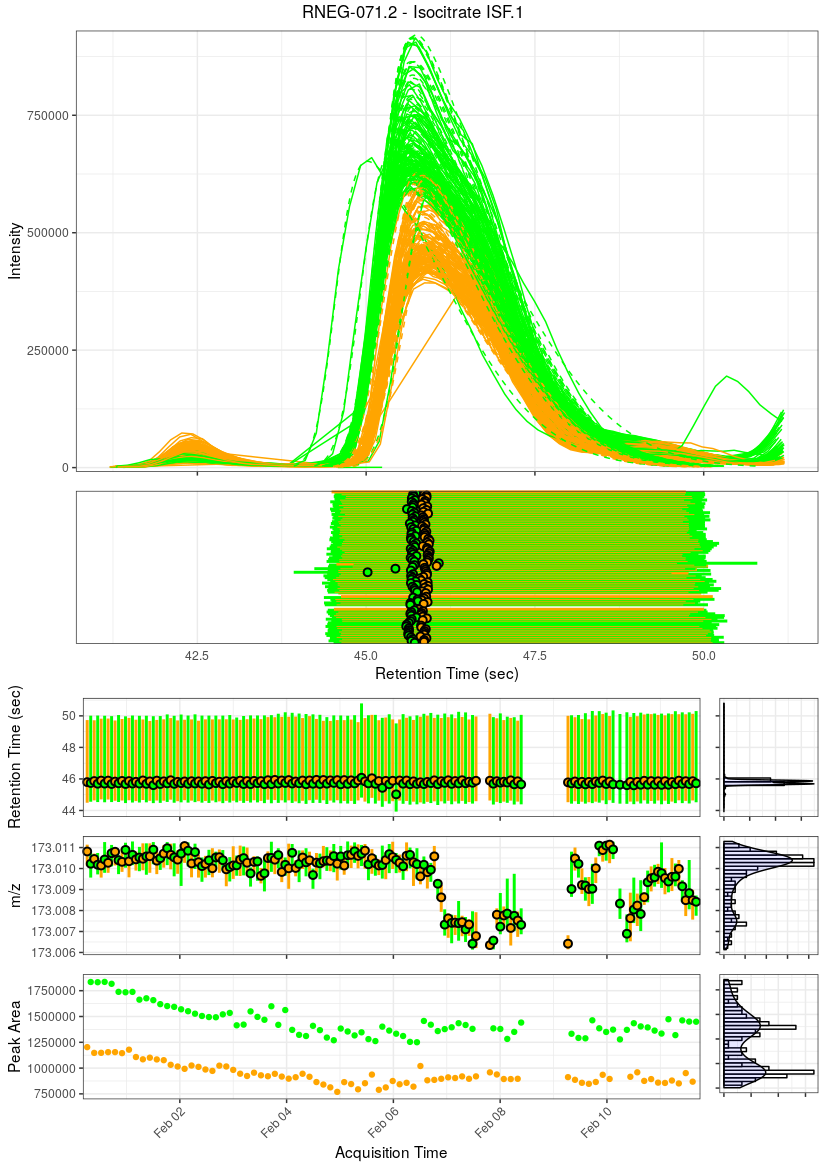 RNEG-071.2 - Isocitrate ISF.1
Intensity
750000
500000
250000
0
42.5
45.0
47.5
50.0
Retention Time (sec)
Retention Time (sec)
50
48
46
44
m/z
173.011
173.010
173.009
173.008
173.007
173.006
Peak Area
1750000
1500000
1250000
1000000
750000
Feb 02
Feb 04
Feb 06
Feb 08
Feb 10
Acquisition Time